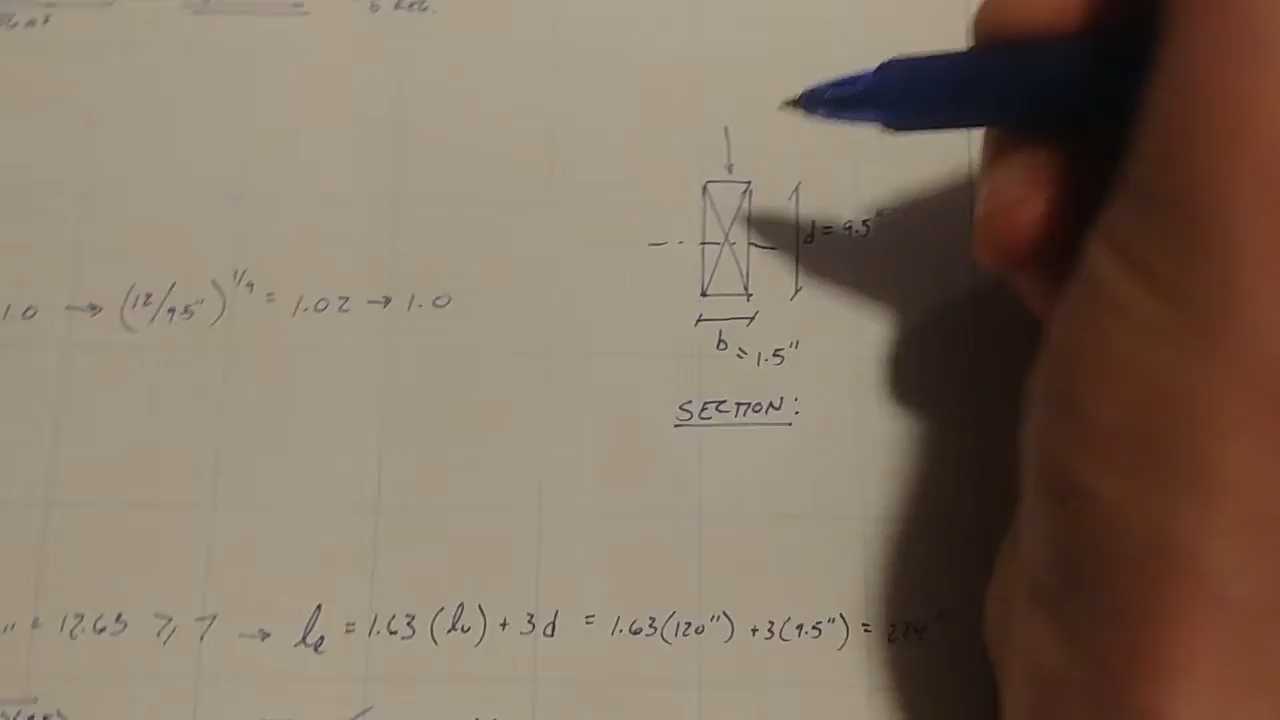 d = 9.5"
1.0 → (12/9.5")^1/9 = 1.02 → 1.0
b = 1.5"
SECTION:
" = 12.63 ⩾ 7 → le = 1.63 (lu) + 3d = 1.63(120") + 3(9.5") = 224"